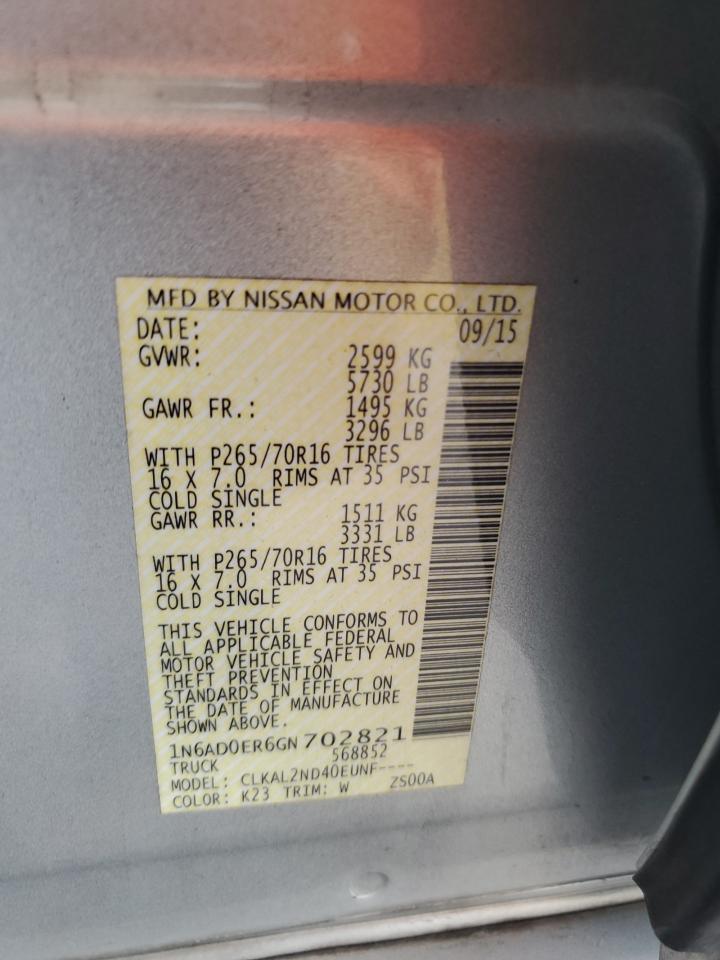 MFD BY NISSAN MOTOR CO., LTD.
DATE: 09/15
GVWR: 2599 KG
5730 LB
GAWR FR.: 1495 KG
3296 LB
WITH P265/70R16 TIRES
16 X 7.0 RIMS AT 35 PSI
COLD SINGLE
GAWR RR.: 1511 KG
3331 LB
WITH P265/70R16 TIRES
16 X 7.0 RIMS AT 35 PSI
COLD SINGLE
THIS VEHICLE CONFORMS TO
ALL APPLICABLE FEDERAL
MOTOR VEHICLE SAFETY AND
THEFT PREVENTION
STANDARDS IN EFFECT ON
THE DATE OF MANUFACTURE
SHOWN ABOVE.
1N6AD0ER6GN 702821
TRUCK 568852
MODEL: CLKAL2ND40EUNF----
COLOR: K23 TRIM: W ZS00A